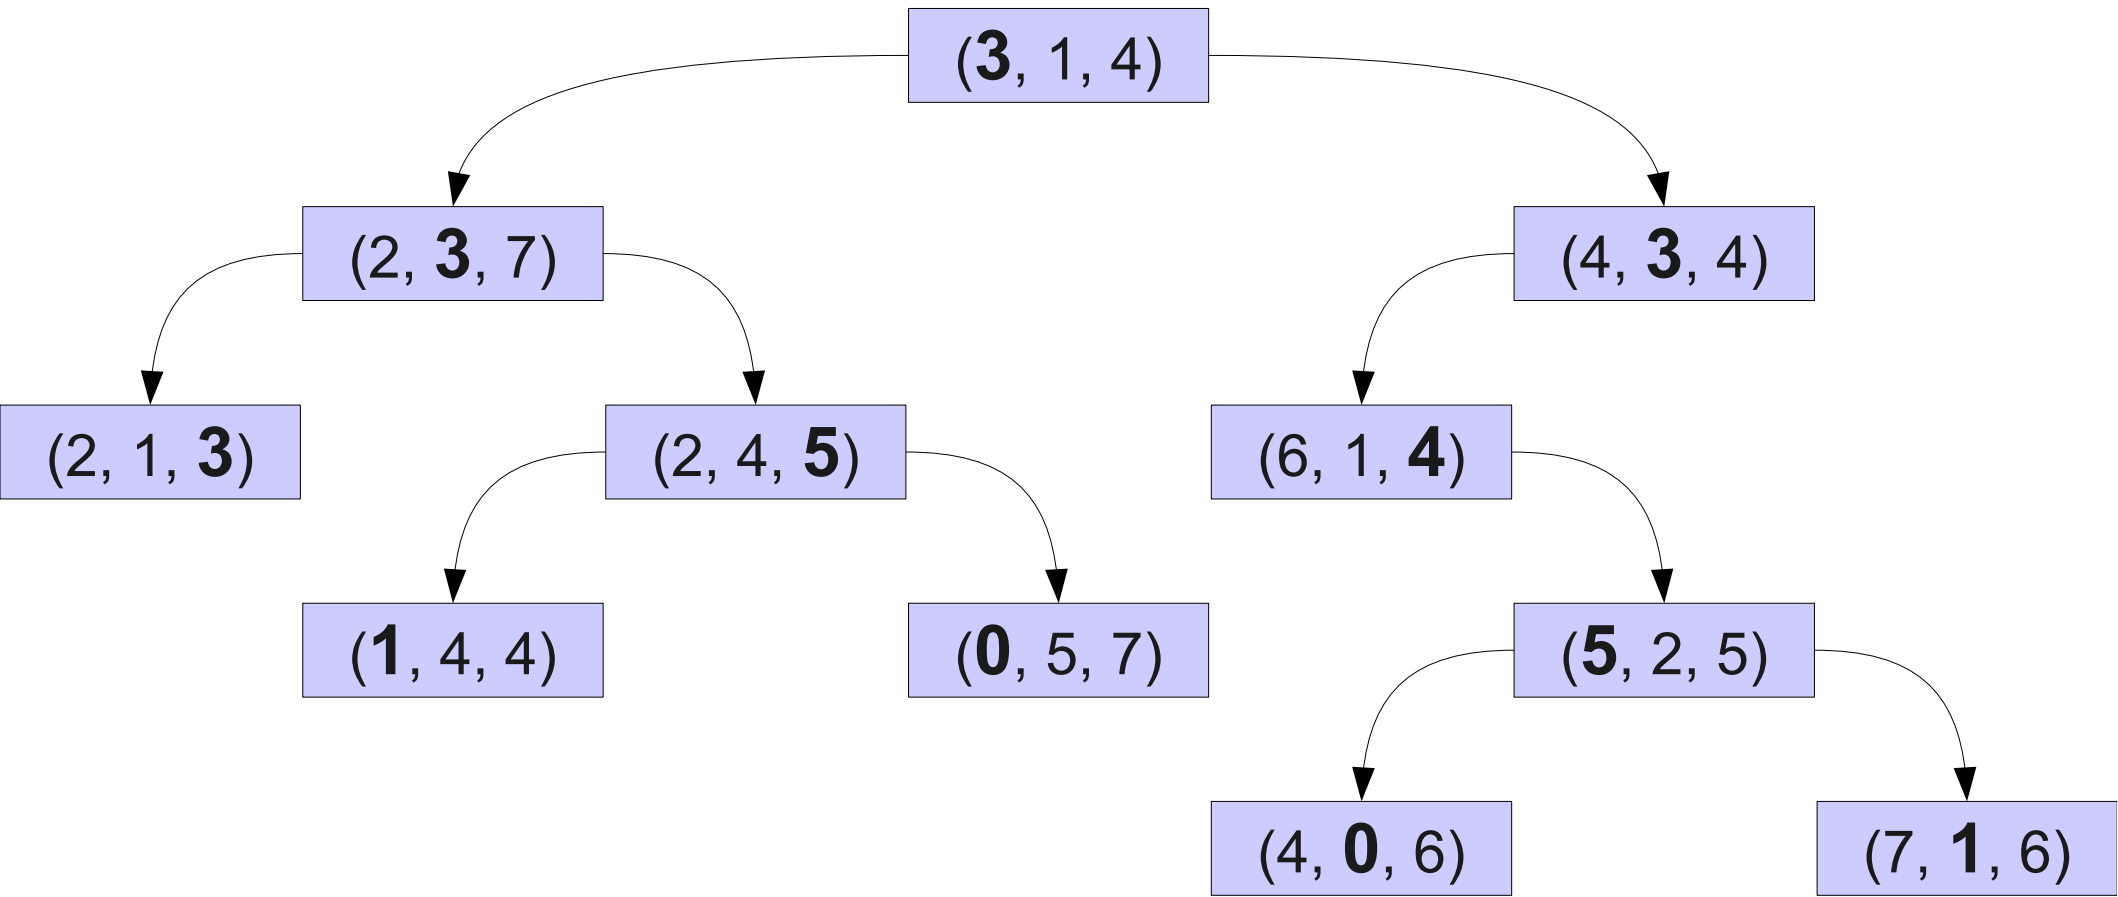 (3, 1, 4)
(2, 3, 7)
(4, 3, 4)
(2, 1, 3)
(2, 4, 5)
(6, 1, 4)
(1, 4, 4)
(0, 5, 7)
(5, 2, 5)
(4, 0, 6)
(7, 1, 6)